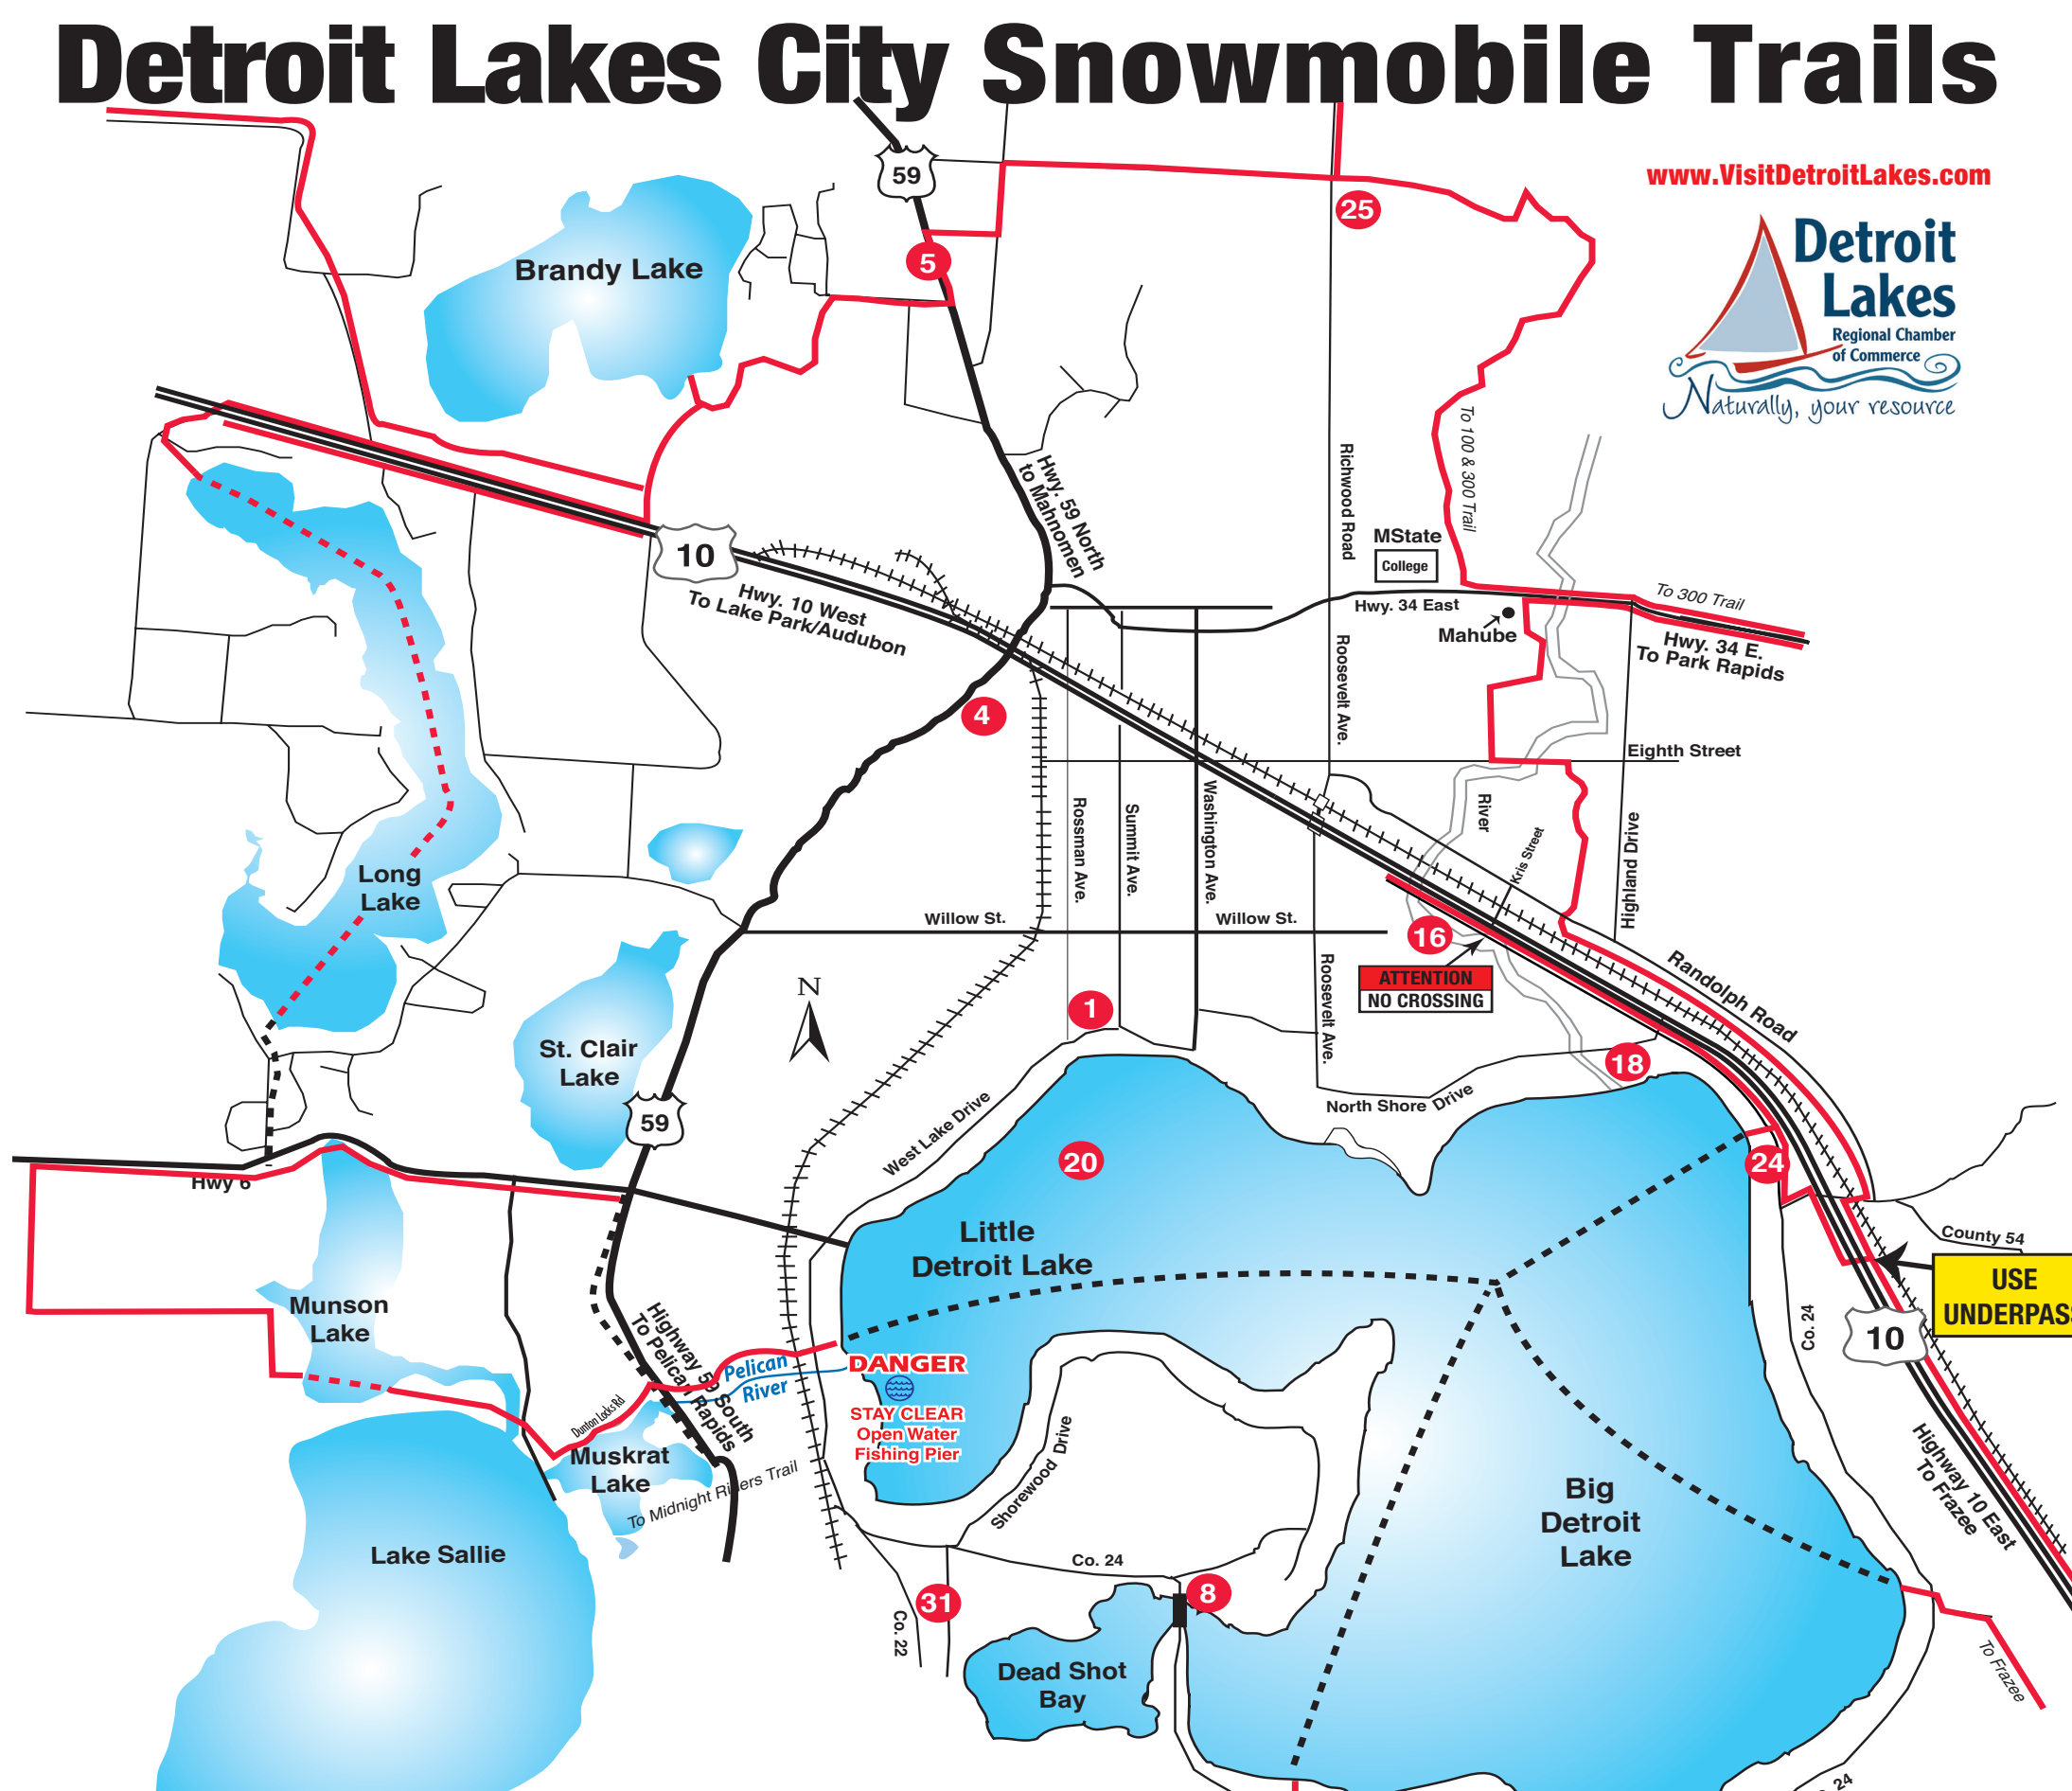 Detroit Lakes City Snowmobile Trails
59
www.VisitDetroitLakes.com
25
Detroit
Lakes
Regional Chamber
of Commerce
Naturally, your resource
5
Brandy Lake
To 100 & 300 Trail
Richwood Road
Hwy. 59 North
to Mahnomen
MState
College
10
Hwy. 10 West
To Lake Park/Audubon
Hwy. 34 East
To 300 Trail
Mahube
Hwy. 34 E.
To Park Rapids
Roosevelt Ave.
4
Eighth Street
Rossman Ave.
Summit Ave.
Washington Ave.
River
Kris Street
Highland Drive
Long
Lake
Willow St.
Willow St.
16
ATTENTION
NO CROSSING
Randolph Road
Roosevelt Ave.
N
1
St. Clair
Lake
18
59
North Shore Drive
West Lake Drive
20
24
Hwy 6
Little
Detroit Lake
County 54
USE
UNDERPAS
Munson
Lake
Highway 59 South
To Pelican Rapids
Pelican
River
DANGER
STAY CLEAR
Open Water
Fishing Pier
Co. 24
10
Dunton Locks Rd
Muskrat
Lake
To Midnight Riders Trail
Shorewood Drive
Highway 10 East
To Frazee
Big
Detroit
Lake
Lake Sallie
Co. 24
31
8
Co. 22
Dead Shot
Bay
To Frazee
. 24